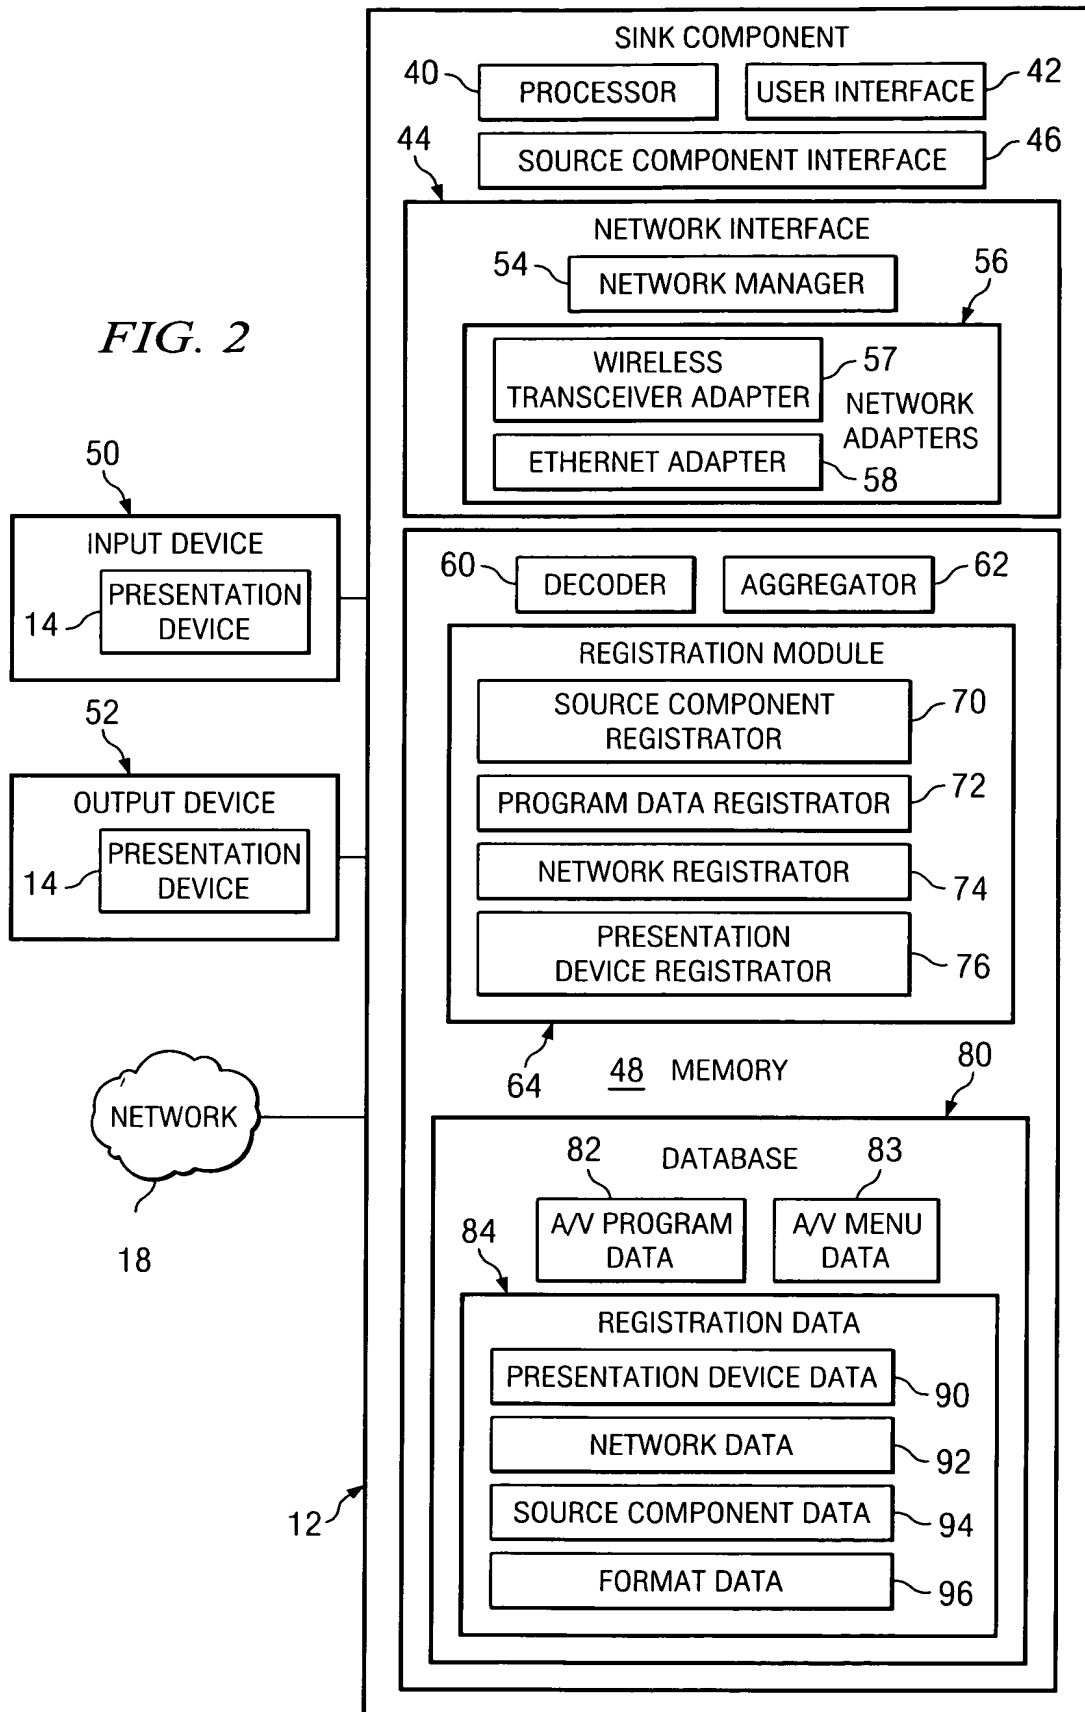 SINK COMPONENT
40
PROCESSOR
USER INTERFACE
42
44
SOURCE COMPONENT INTERFACE
46
NETWORK INTERFACE
54
NETWORK MANAGER
56
FIG. 2
WIRELESS
TRANSCEIVER ADAPTER
57
NETWORK
ADAPTERS
ETHERNET ADAPTER
58
50
INPUT DEVICE
14
PRESENTATION
DEVICE
60
DECODER
AGGREGATOR
62
REGISTRATION MODULE
SOURCE COMPONENT
REGISTRATOR
70
52
OUTPUT DEVICE
14
PRESENTATION
DEVICE
PROGRAM DATA REGISTRATOR
72
NETWORK REGISTRATOR
74
PRESENTATION
DEVICE REGISTRATOR
76
64
48 MEMORY
80
NETWORK
18
DATABASE
82
83
A/V PROGRAM
DATA
A/V MENU
DATA
84
REGISTRATION DATA
PRESENTATION DEVICE DATA
90
NETWORK DATA
92
12
SOURCE COMPONENT DATA
94
FORMAT DATA
96